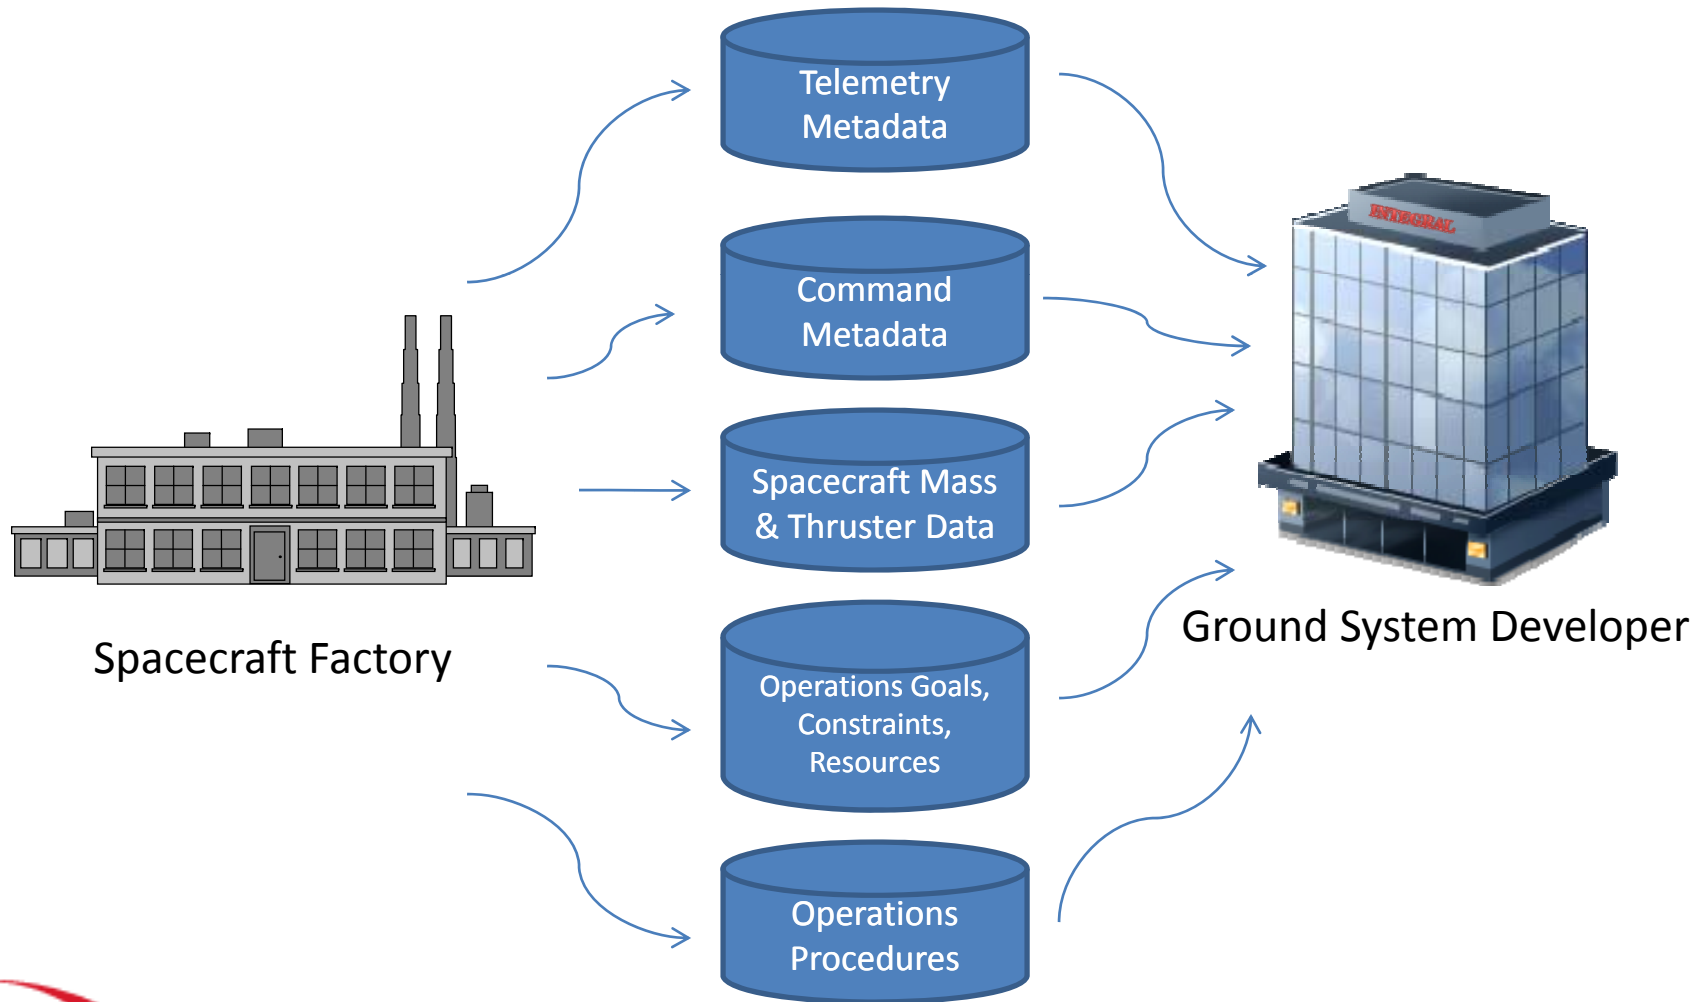 Telemetry
Metadata
INTEGRAL
Command
Metadata
Spacecraft Mass
& Thruster Data
Spacecraft Factory
Ground System Developer
Operations Goals,
Constraints,
Resources
Operations
Procedures